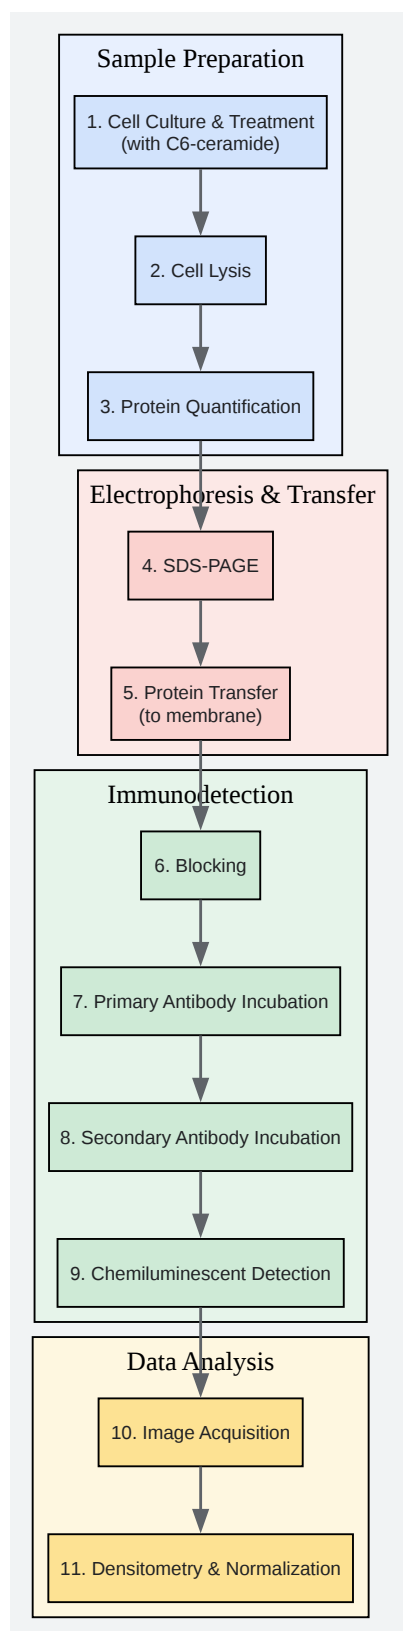 Sample Preparation
1. Cell Culture & Treatment
(with C6-ceramide)
2. Cell Lysis
3. Protein Quantification
Electrophoresis & Transfer
4. SDS-PAGE
5. Protein Transfer
(to membrane)
Immunodetection
6. Blocking
7. Primary Antibody Incubation
8. Secondary Antibody Incubation
9. Chemiluminescent Detection
Data Analysis
10. Image Acquisition
11. Densitometry & Normalization